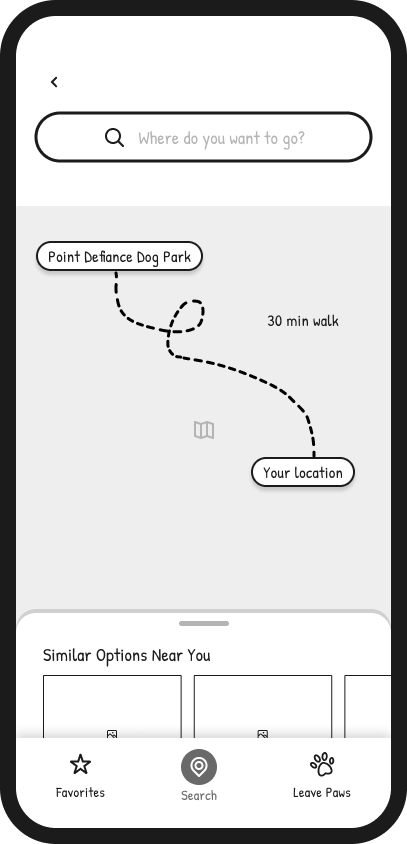 Where do you want to go?
Point Defiance Dog Park
30 min walk
Your location
Similar Options Near You
Favorites
Search
Leave Paws